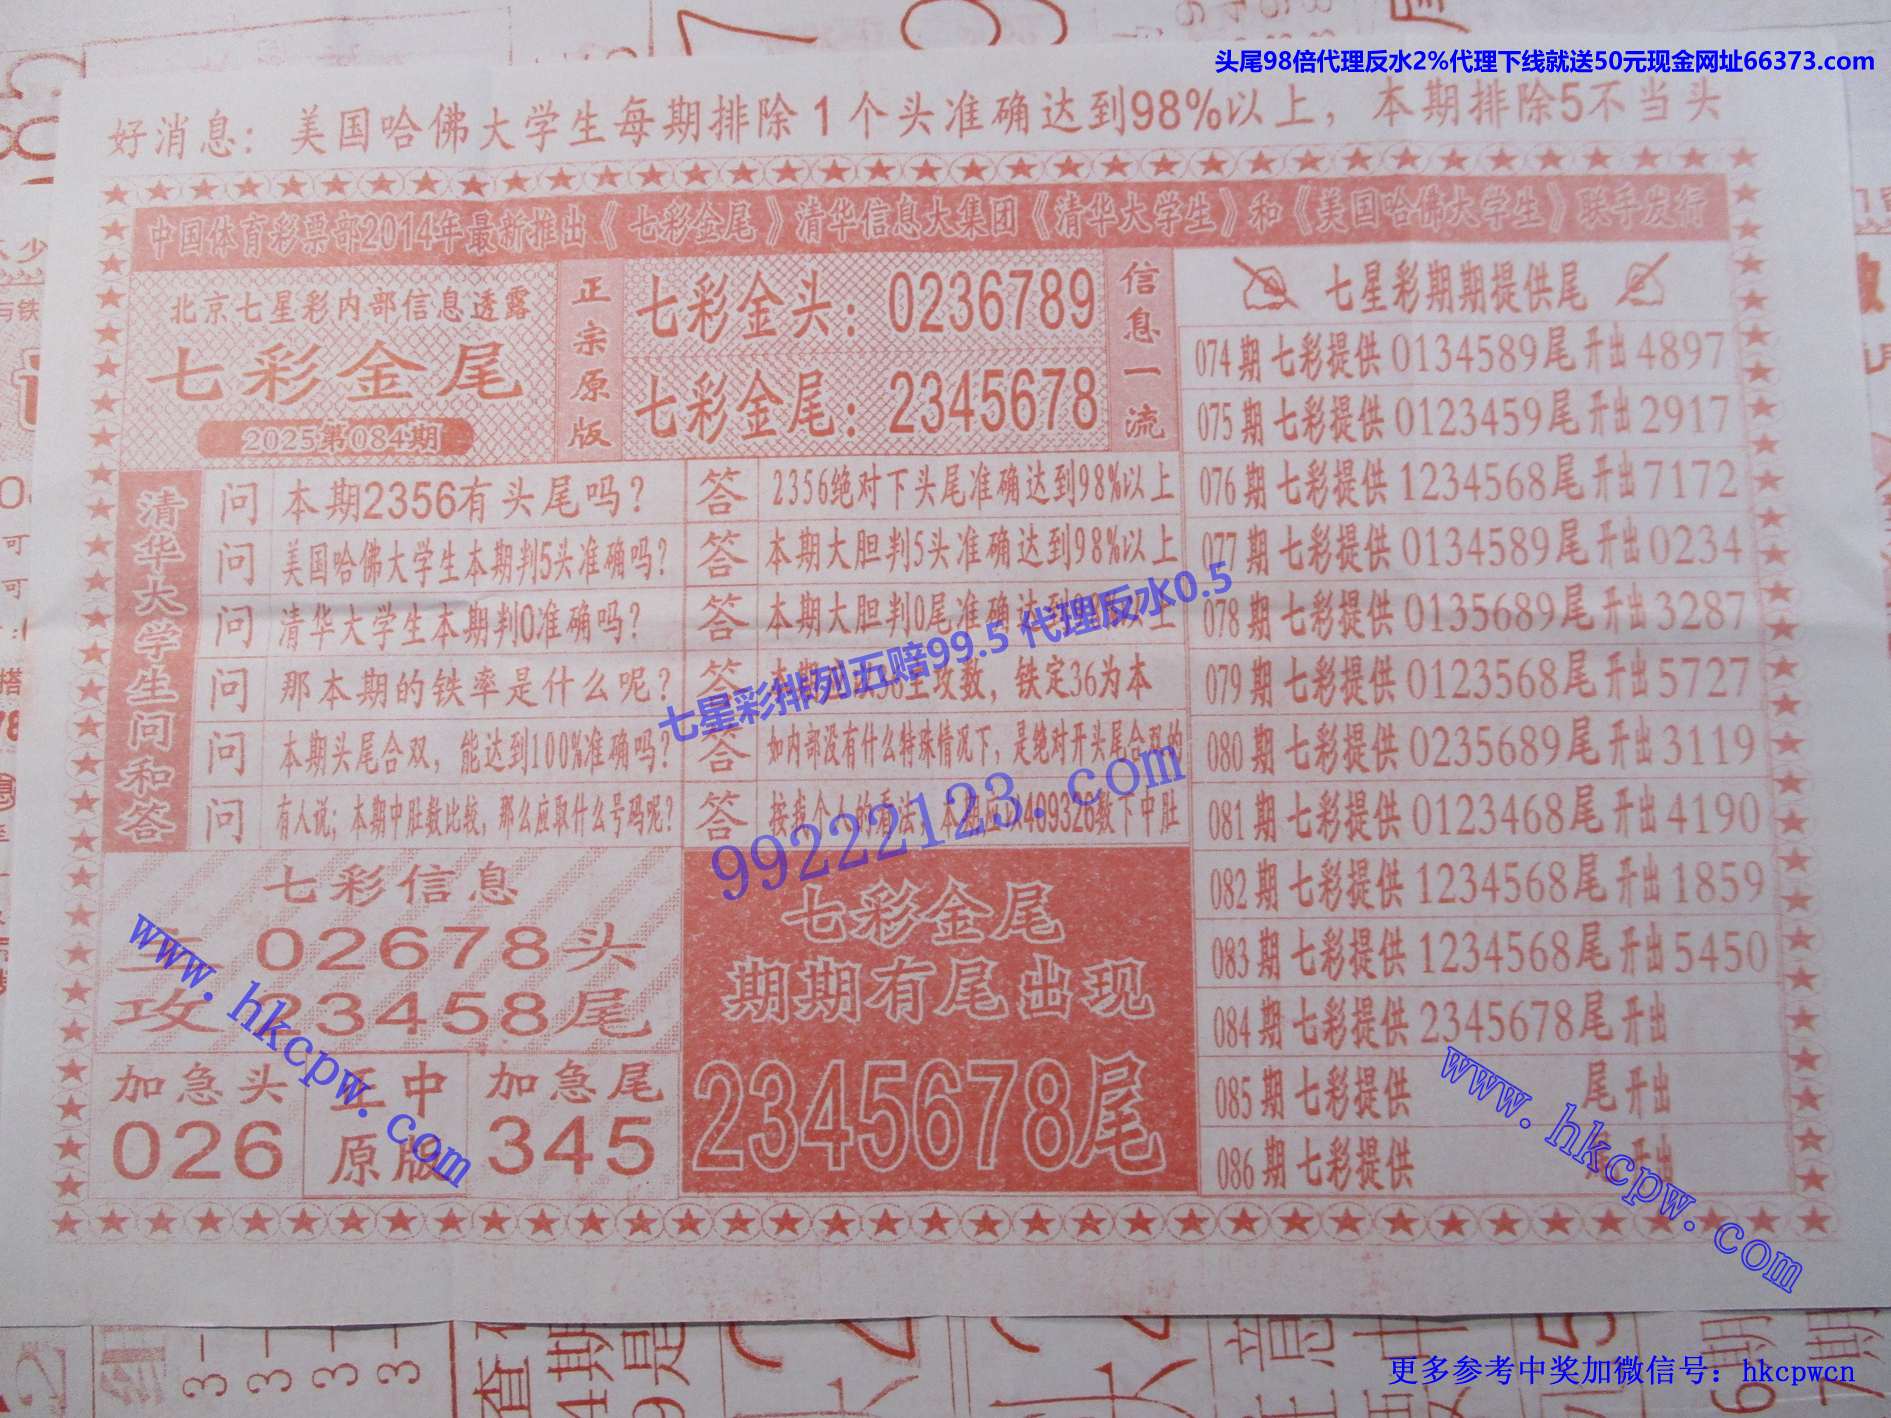 头尾98倍代理反水2%代理下线就送50元现金网址66373.com
好消息：美国哈佛大学生每期排除1个头准确达到98%以上，本期排除5不当头
中国体育彩票部2014年最新推出《七彩金尾》清华信息大集团《清华大学生》和《美国哈佛大学生》联手发行
北京七星彩内部信息透露
七彩金尾
2025第084期
正宗原版
七彩金头：0236789
七彩金尾：2345678
信息一流
清华大学生问和答
问 本期2356有头尾吗？ 答 2356绝对下头尾准确达到98%以上
问 美国哈佛大学生本期判5头准确吗？ 答 本期大胆判5头准确达到98%以上
问 清华大学生本期判0准确吗？ 答 本期大胆判0尾准确达到 以上
问 那本期的铁率是什么呢？ 答 主攻数，铁定36为本
问 本期头尾合双，能达到100%准确吗？ 答 如内部没有什么特殊情况下，是绝对开头尾合双的
问 有人说；本期中肚数比较，那么应取什么号码呢？ 答 按我个人的看法，本期应从409326数下中肚
七彩信息
02678头
攻 23458尾
加急头
026
正中
原版
加急尾
345
七彩金尾
期期有尾出现
2345678尾
七星彩期期提供尾
074期 七彩提供 0134589尾 开出 4897
075期 七彩提供 0123459尾 开出 2917
076期 七彩提供 1234568尾 开出 7172
077期 七彩提供 0134589尾 开出 0234
078期 七彩提供 0135689尾 开出 3287
079期 七彩提供 0123568尾 开出 5727
080期 七彩提供 0235689尾 开出 3119
081期 七彩提供 0123468尾 开出 4190
082期 七彩提供 1234568尾 开出 1859
083期 七彩提供 1234568尾 开出 5450
084期 七彩提供 2345678尾 开出
085期 七彩提供 尾 开出
086期 七彩提供 尾 开出
七星彩排列五赔99.5 代理反水0.5
99222123.com
www.hkcpw.com
www.hkcpw.com
更多参考中奖加微信号：hkcpwcn